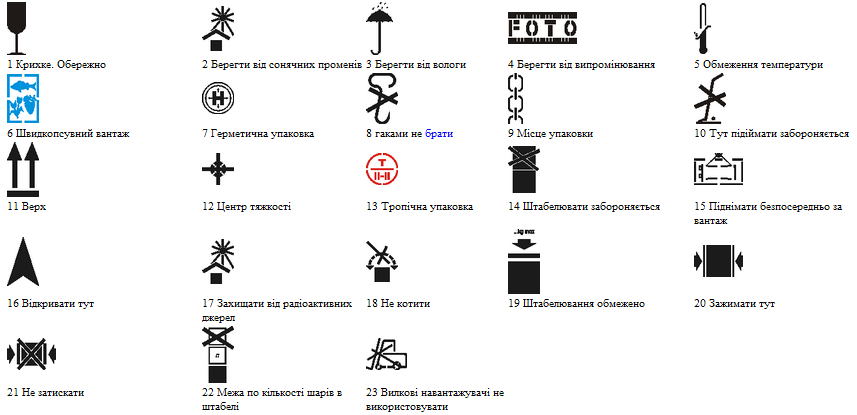 FOTO
1 Крихке. Обережно
2 Берегти від сонячних променів
3 Берегти від вологи
4 Берегти від випромінювання
5 Обмеження температури
6 Швидкопсувний вантаж
7 Герметична упаковка
8 гаками не брати
9 Місце упаковки
10 Тут підіймати забороняється
T
11 Верх
12 Центр тяжкості
13 Тропічна упаковка
14 Штабелювати забороняється
15 Піднімати безпосередньо за
вантаж
...kg max
16 Відкривати тут
17 Захищати від радіоактивних
джерел
18 Не котити
19 Штабелювання обмежено
20 Зажимати тут
n
21 Не затискати
22 Межа по кількості шарів в
штабелі
23 Вилкові навантажувачі не
використовувати